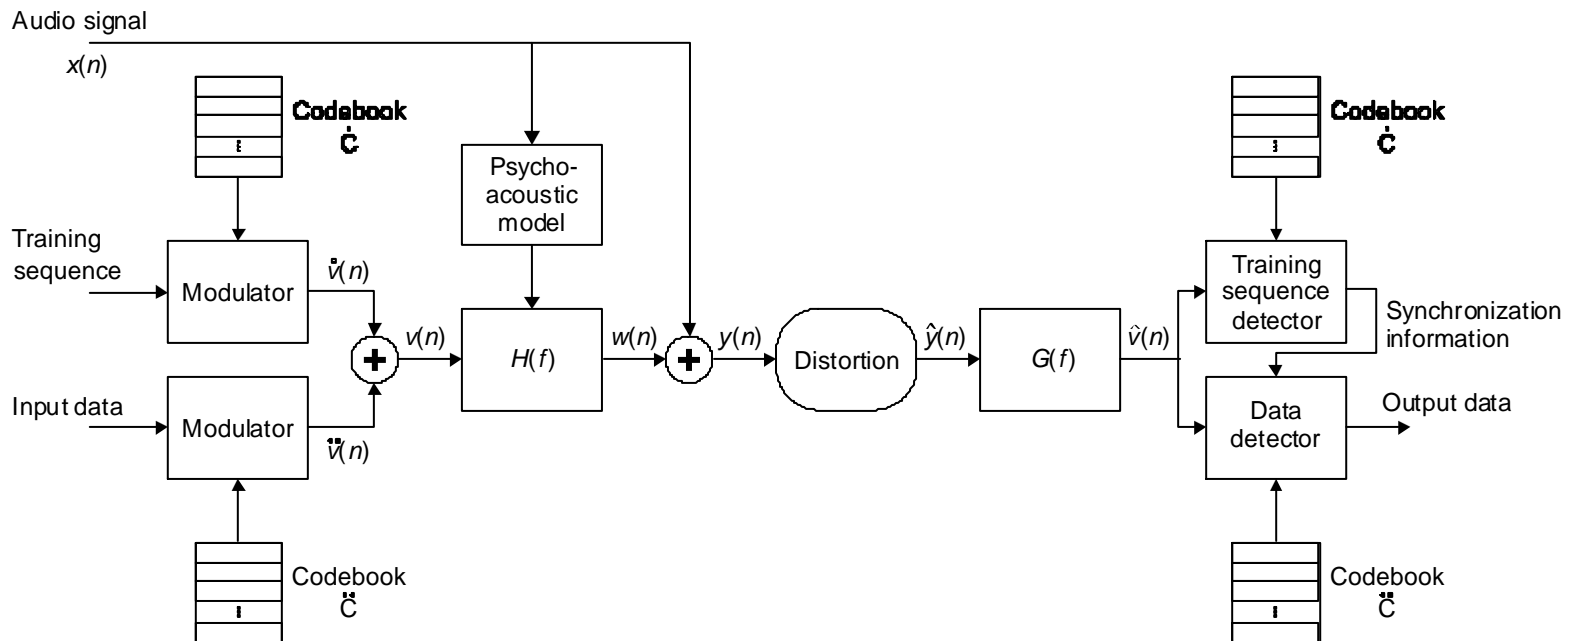 Audio signal
x(n)
Codebook
Ċ
Codebook
Ċ
Psycho-
acoustic
model
Training
sequence
Modulator
v̇(n)
Training
sequence
detector
Synchronization
information
v(n)
H(f)
w(n)
y(n)
Distortion
ŷ(n)
G(f)
v̂(n)
Input data
Modulator
v̈(n)
Data
detector
Output data
Codebook
C̈
Codebook
C̈